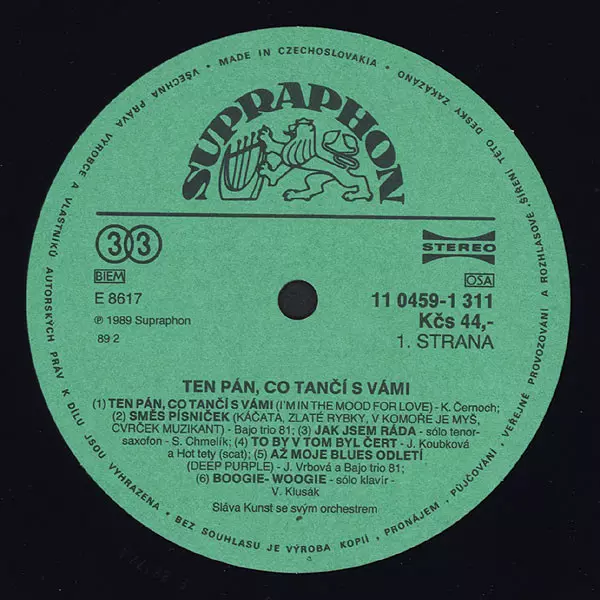 MADE IN CZECHOSLOVAKIA • VŠECHNA PRÁVA VÝROBCE A VLASTNÍKŮ AUTORSKÝCH PRÁV K DÍLU JSOU VYHRAZENA • BEZ SOUHLASU JE VÝROBA KOPIÍ, PRONÁJEM, PŮJČOVÁNÍ, VEŘEJNÉ PROVOZOVÁNÍ A ROZHLASOVÉ ŠÍŘENÍ TÉTO DESKY ZAKÁZÁNO •
SUPRAPHON
33
STEREO
BIEM
OSA
E 8617
11 0459-1 311
℗ 1989 Supraphon
Kčs 44,-
89 2
1. STRANA
TEN PÁN, CO TANČÍ S VÁMI
(1) TEN PÁN, CO TANČÍ S VÁMI (I'M IN THE MOOD FOR LOVE) - K. Černoch;
(2) SMĚS PÍSNIČEK (KÁČATA, ZLATÉ RYBKY, V KOMOŘE JE MYŠ,
CVRČEK MUZIKANT) - Bajo trio 81; (3) JAK JSEM RÁDA - sólo tenor-
saxofon - S. Chmelík; (4) TO BY V TOM BYL ČERT - J. Koubková
a Hot tety (scat); (5) AŽ MOJE BLUES ODLETÍ
(DEEP PURPLE) - J. Vrbová a Bajo trio 81;
(6) BOOGIE- WOOGIE - sólo klavír -
V. Klusák
Sláva Kunst se svým orchestrem